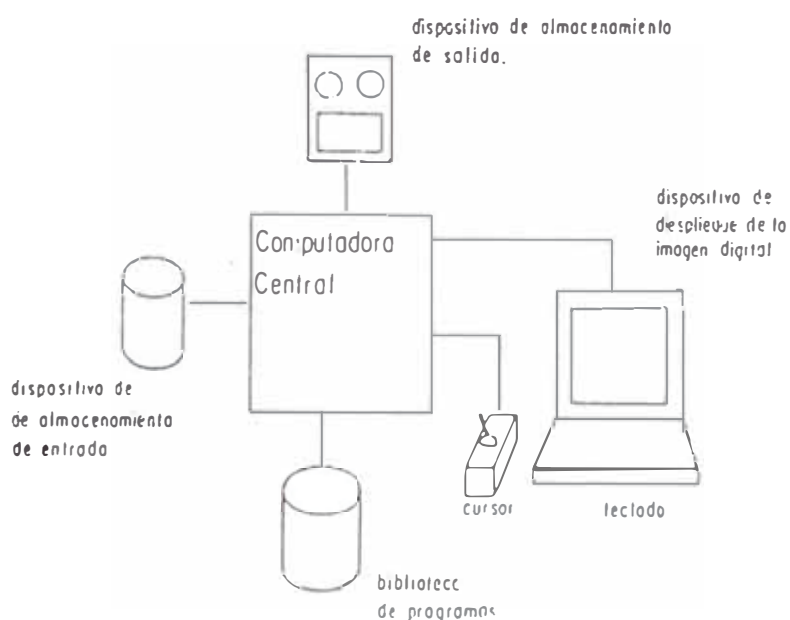 dispositivo de almacenamiento
de salida.
dispositivo de
despliegue de la
imagen digital
Computadora
Central
dispositivo de
de almacenamiento
de entrada
cursor
teclado
biblioteca
de programas